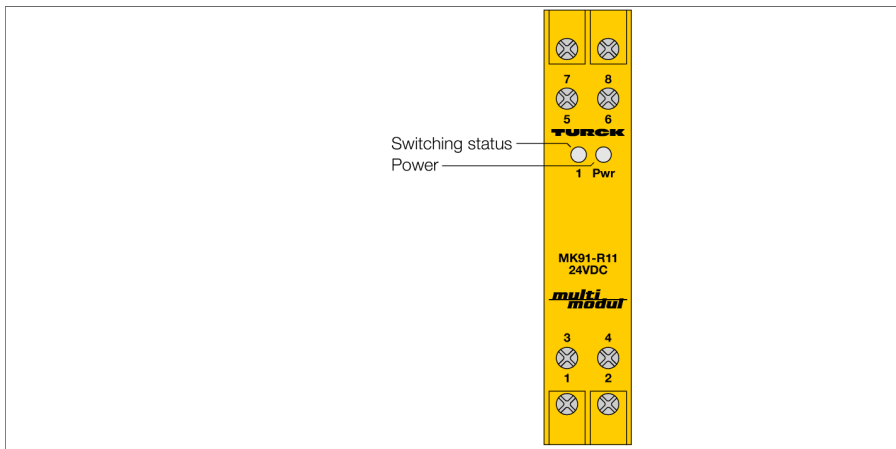 7 8
5 6
TURCK
Switching status
Power
1 Pwr
MK91-R11
24VDC
multi
modul
3 4
1 2